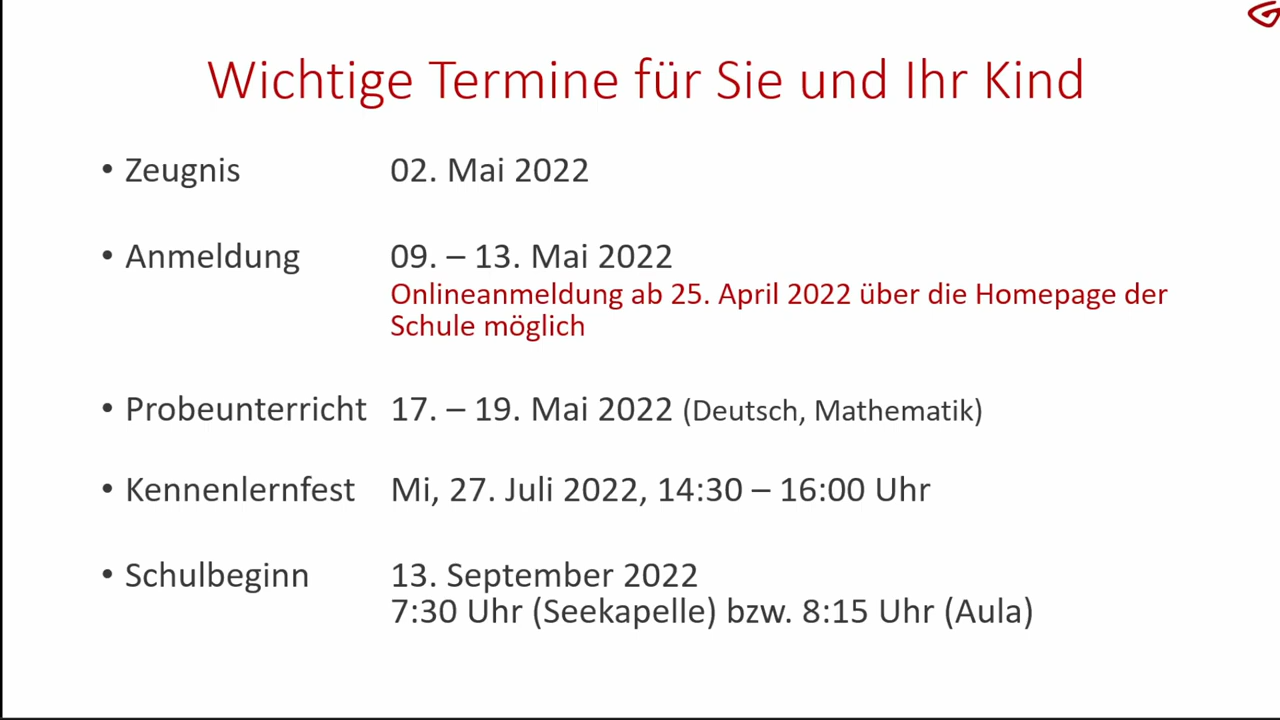 Wichtige Termine für Sie und Ihr Kind
• Zeugnis 02. Mai 2022
• Anmeldung 09. – 13. Mai 2022
Onlineanmeldung ab 25. April 2022 über die Homepage der
Schule möglich
• Probeunterricht 17. – 19. Mai 2022 (Deutsch, Mathematik)
• Kennenlernfest Mi, 27. Juli 2022, 14:30 – 16:00 Uhr
• Schulbeginn 13. September 2022
7:30 Uhr (Seekapelle) bzw. 8:15 Uhr (Aula)